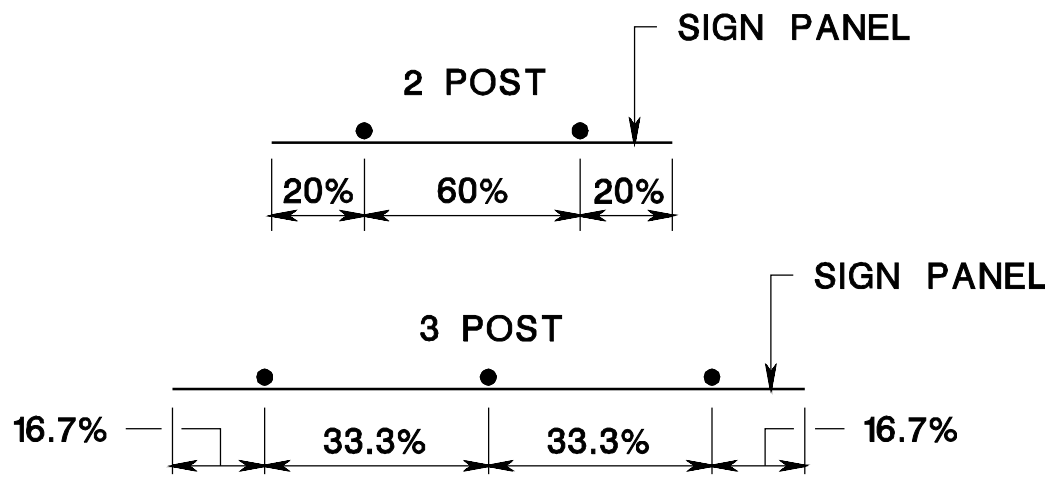 SIGN PANEL
2 POST
20% 60% 20%
SIGN PANEL
3 POST
16.7% 33.3% 33.3% 16.7%